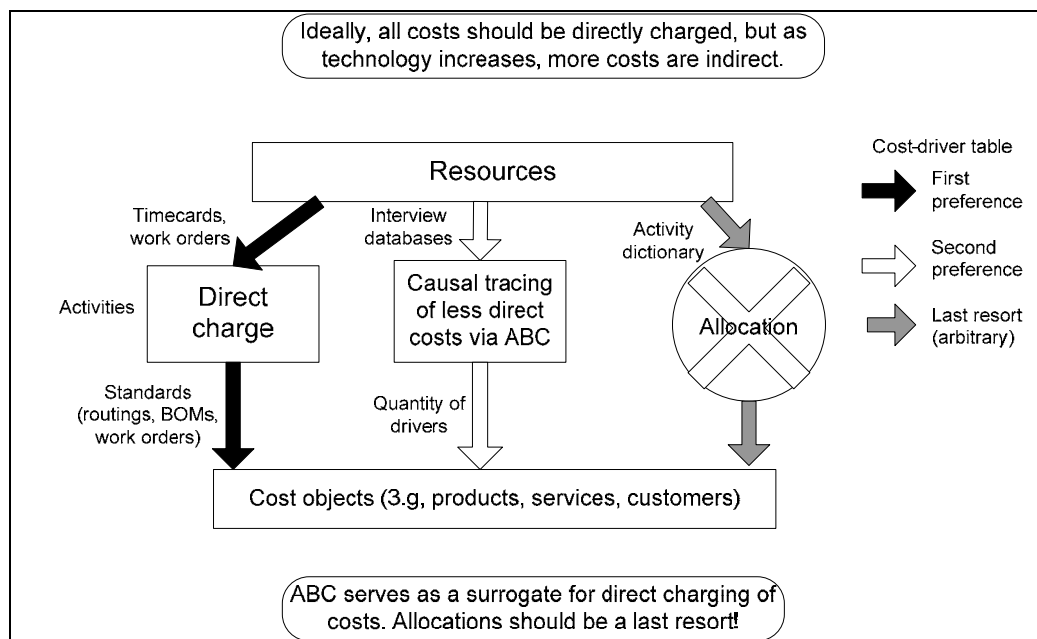 Ideally, all costs should be directly charged, but as
technology increases, more costs are indirect.
Cost-driver table
First
preference
Second
preference
Last resort
(arbitrary)
Resources
Timecards,
work orders
Interview
databases
Activity
dictionary
Activities
Direct
charge
Causal tracing
of less direct
costs via ABC
Allocation
Standards
(routings, BOMs,
work orders)
Quantity of
drivers
Cost objects (3.g, products, services, customers)
ABC serves as a surrogate for direct charging of
costs. Allocations should be a last resort!